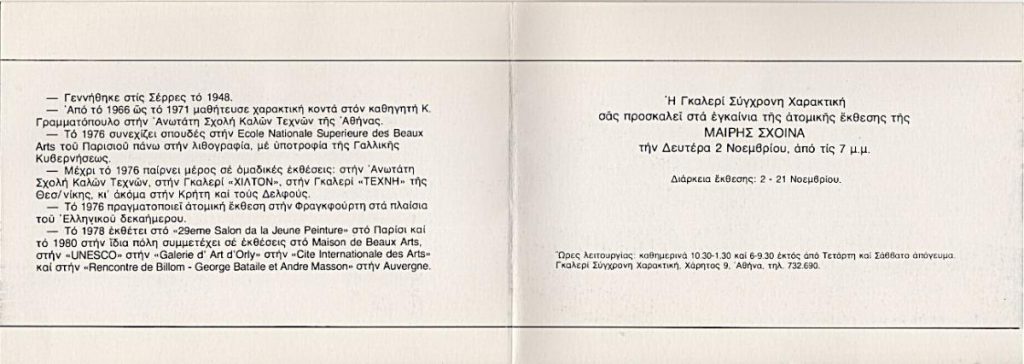 — Γεννήθηκε στίς Σέρρες τό 1948.
— Ἀπό τό 1966 ὥς τό 1971 μαθήτευσε χαρακτική κοντά στόν καθηγητή Κ.
Γραμματόπουλο στήν Ἀνωτάτη Σχολή Καλῶν Τεχνῶν τῆς Ἀθήνας.
— Τό 1976 συνεχίζει σπουδές στήν Ecole Nationale Superieure des Beaux
Arts τοῦ Παρισιοῦ πάνω στήν λιθογραφία, μέ ὑποτροφία τῆς Γαλλικῆς
Κυβερνήσεως.
— Μέχρι τό 1976 παίρνει μέρος σέ ὁμαδικές ἐκθέσεις: στήν Ἀνωτάτη
Σχολή Καλῶν Τεχνῶν, στήν Γκαλερί «ΧΙΛΤΟΝ», στήν Γκαλερί «ΤΕΧΝΗ» τῆς
Θεσ/νίκης, κι' ἀκόμα στήν Κρήτη καί τούς Δελφούς.
— Τό 1976 πραγματοποιεῖ ἀτομική ἔκθεση στήν Φραγκφούρτη στά πλαίσια
τοῦ Ἑλληνικοῦ δεκαήμερου.
— Τό 1978 ἐκθέτει στό «29eme Salon da la Jeune Peinture» στό Παρίσι καί
τό 1980 στήν ἴδια πόλη συμμετέχει σέ ἐκθέσεις στό Maison de Beaux Arts,
στήν «UNESCO» στήν «Galerie d' Art d'Orly» στήν «Cite Internationale des Arts»
καί στήν «Rencontre de Billom - George Bataile et Andre Masson» στήν Auvergne.
Ἡ Γκαλερί Σύγχρονη Χαρακτική
σᾶς προσκαλεῖ στά ἐγκαίνια τῆς ἀτομικῆς ἔκθεσης τῆς
ΜΑΙΡΗΣ ΣΧΟΙΝΑ
τήν Δευτέρα 2 Νοεμβρίου, ἀπό τίς 7 μ.μ.
Διάρκεια ἔκθεσης: 2 - 21 Νοεμβρίου.
Ὥρες λειτουργίας: καθημερινά 10.30-1.30 καί 6-9.30 ἐκτός ἀπό Τετάρτη καί Σάββατο ἀπόγευμα.
Γκαλερί Σύγχρονη Χαρακτική, Χάρητος 9, Ἀθήνα, τηλ. 732.690.